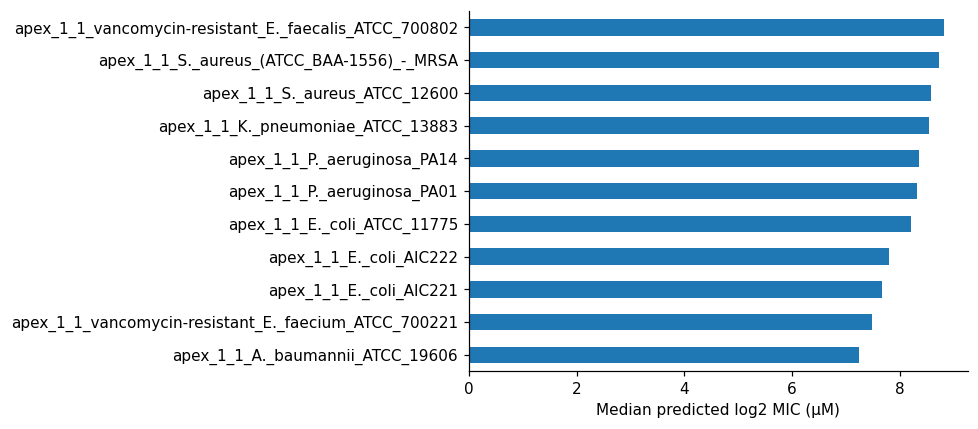 apex_1_1_vancomycin-resistant_E._faecalis_ATCC_700802
apex_1_1_S._aureus_(ATCC_BAA-1556)_-_MRSA
apex_1_1_S._aureus_ATCC_12600
apex_1_1_K._pneumoniae_ATCC_13883
apex_1_1_P._aeruginosa_PA14
apex_1_1_P._aeruginosa_PA01
apex_1_1_E._coli_ATCC_11775
apex_1_1_E._coli_AIC222
apex_1_1_E._coli_AIC221
apex_1_1_vancomycin-resistant_E._faecium_ATCC_700221
apex_1_1_A._baumannii_ATCC_19606
0 2 4 6 8
Median predicted log2 MIC (μM)